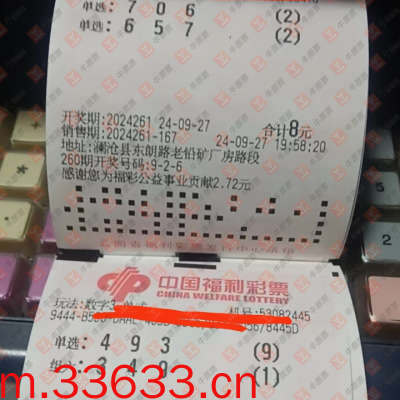 单选: 7 0 6 (2)
单选: 6 5 7 (2)
开奖期:2024261 24-09-27 合计8元
销售期:2024261-167 24-09-27 19:58:20
地址:澜沧县东朗路老铅矿厂房路段
260期开奖号码:9-2-6
感谢您为福彩公益事业贡献2.72元
中国福利彩票
CHINA WELFARE LOTTERY
玩法:数字3 机号:53082445
单选: 4 9 3 (9)
3 4 9 (1)
m.33633.cn